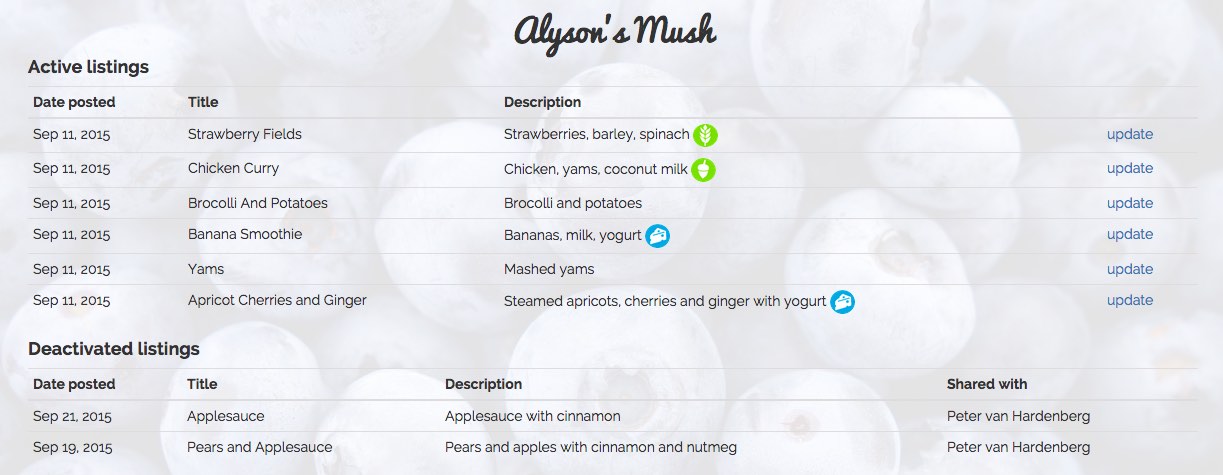 Alyson's Mush
Active listings
Date posted Title Description
Sep 11, 2015 Strawberry Fields Strawberries, barley, spinach update
Sep 11, 2015 Chicken Curry Chicken, yams, coconut milk update
Sep 11, 2015 Brocolli And Potatoes Brocolli and potatoes update
Sep 11, 2015 Banana Smoothie Bananas, milk, yogurt update
Sep 11, 2015 Yams Mashed yams update
Sep 11, 2015 Apricot Cherries and Ginger Steamed apricots, cherries and ginger with yogurt update
Deactivated listings
Date posted Title Description Shared with
Sep 21, 2015 Applesauce Applesauce with cinnamon Peter van Hardenberg
Sep 19, 2015 Pears and Applesauce Pears and apples with cinnamon and nutmeg Peter van Hardenberg